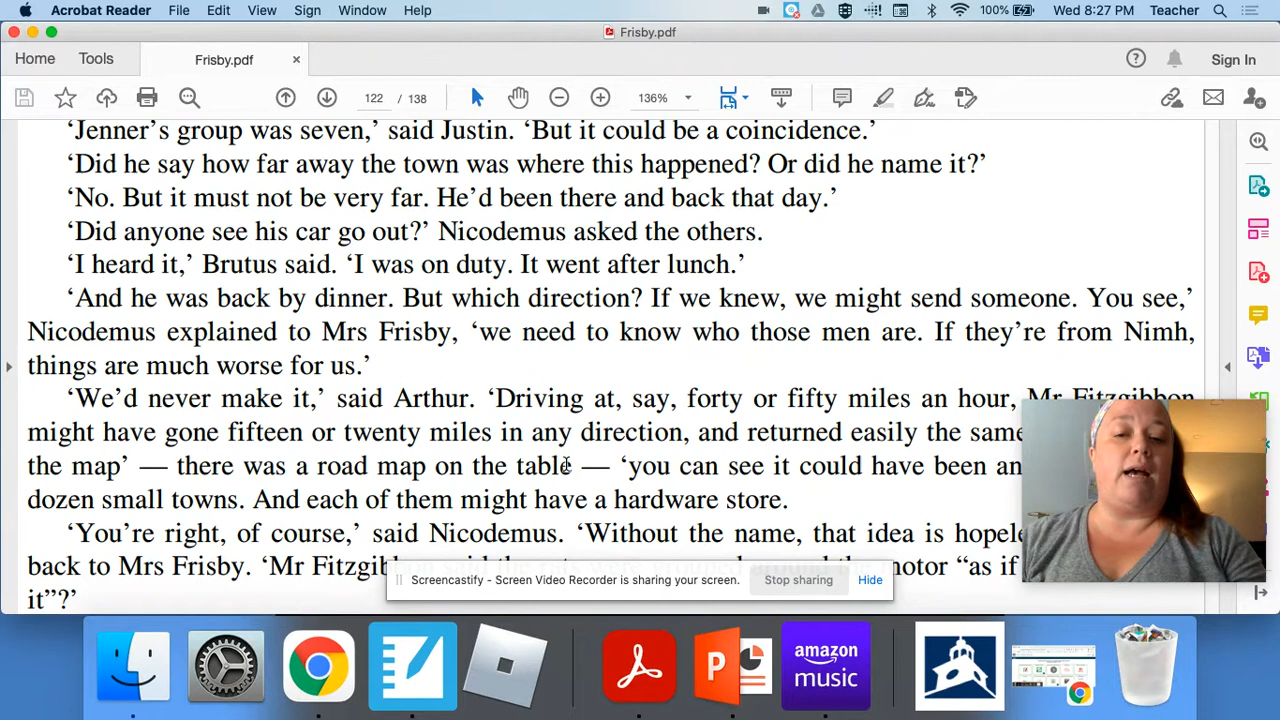 Acrobat Reader File Edit View Sign Window Help 100% Wed 8:27 PM Teacher
Frisby.pdf
Home Tools Frisby.pdf × Sign In
122 / 138 136%
‘Jenner’s group was seven,’ said Justin. ‘But it could be a coincidence.’
‘Did he say how far away the town was where this happened? Or did he name it?’
‘No. But it must not be very far. He’d been there and back that day.’
‘Did anyone see his car go out?’ Nicodemus asked the others.
‘I heard it,’ Brutus said. ‘I was on duty. It went after lunch.’
‘And he was back by dinner. But which direction? If we knew, we might send someone. You see,’
Nicodemus explained to Mrs Frisby, ‘we need to know who those men are. If they’re from Nimh,
things are much worse for us.’
‘We’d never make it,’ said Arthur. ‘Driving at, say, forty or fifty miles an hour, Mr Fitzgibbon
might have gone fifteen or twenty miles in any direction, and returned easily the same
the map’ — there was a road map on the table — ‘you can see it could have been an
dozen small towns. And each of them might have a hardware store.
‘You’re right, of course,’ said Nicodemus. ‘Without the name, that idea is
back to Mrs Frisby. ‘Mr motor “as if
it”?’
Screencastify - Screen Video Recorder is sharing your screen. Stop sharing Hide
amazon
music